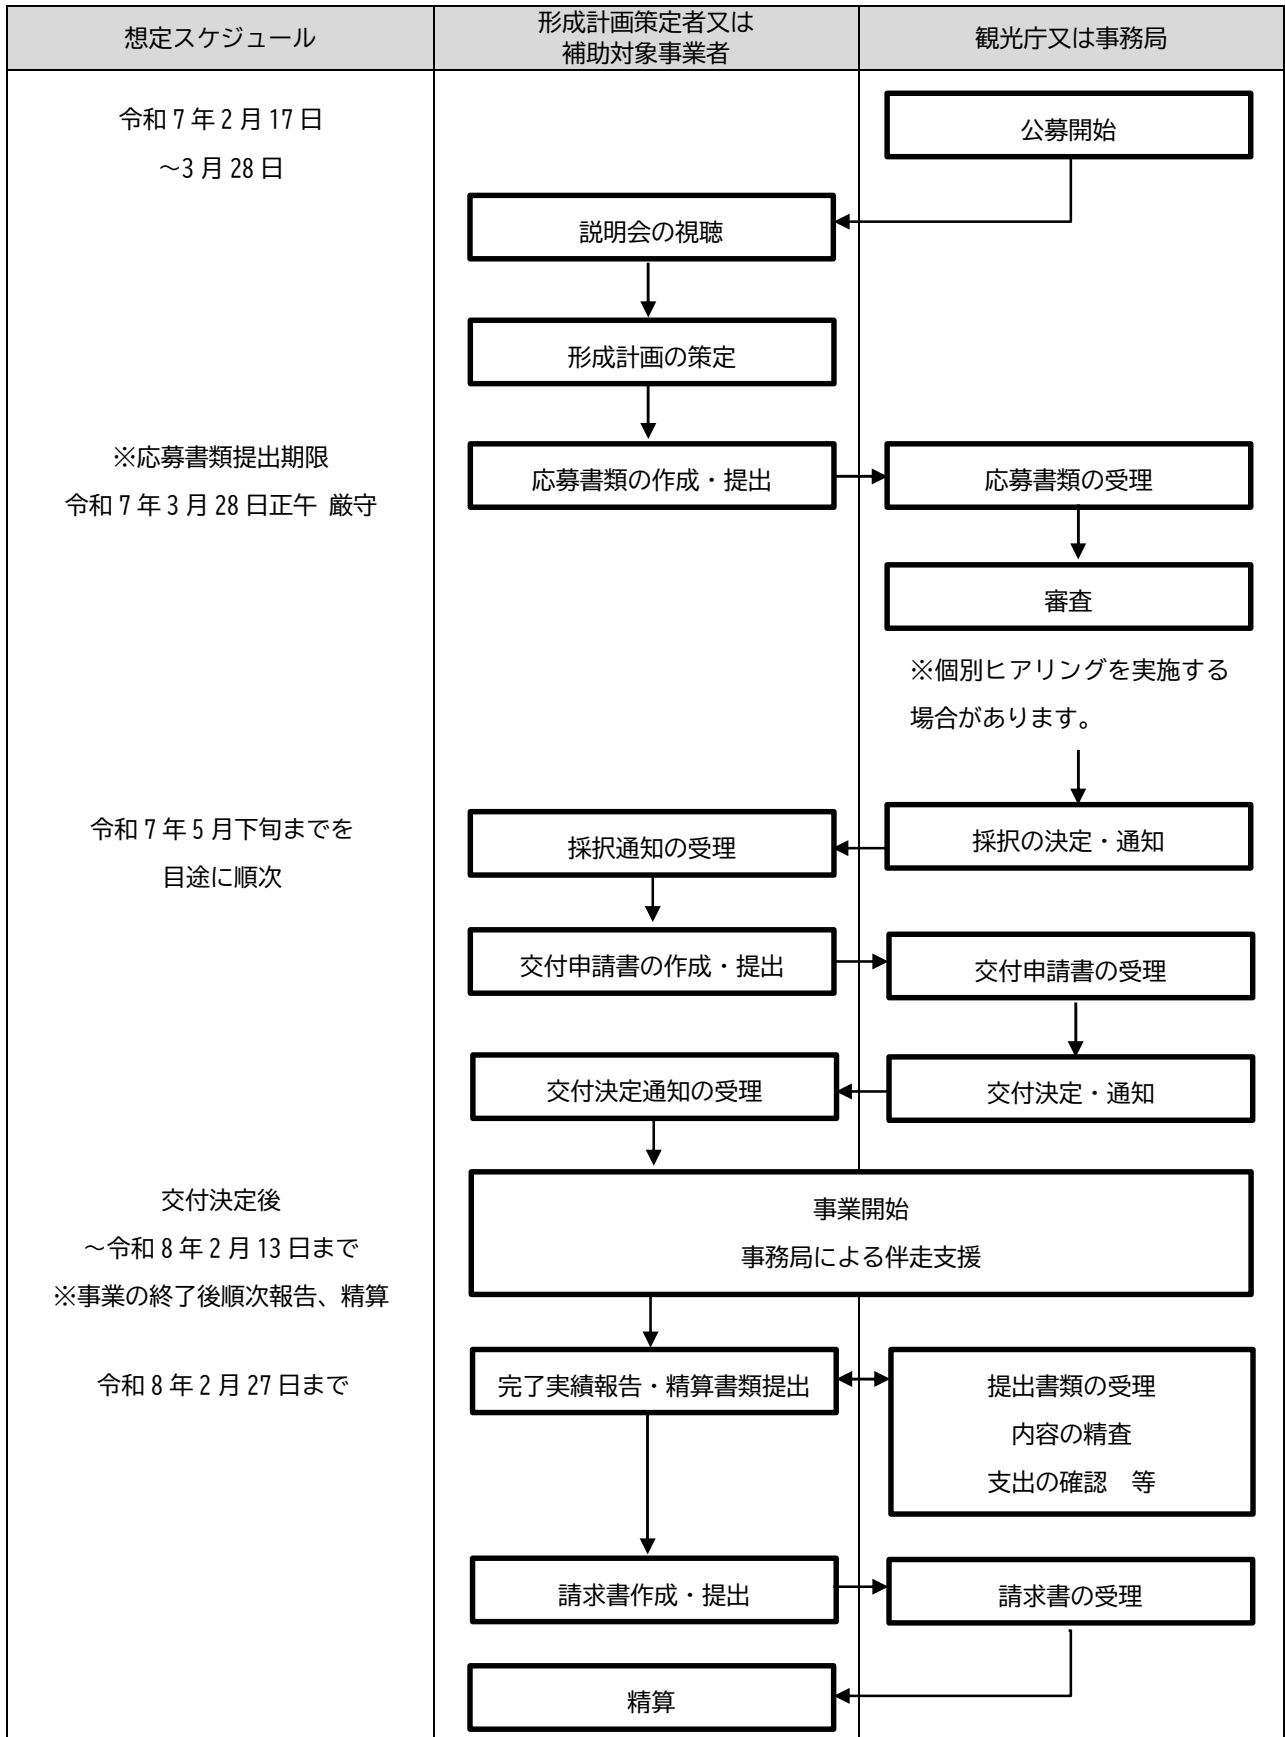 想定スケジュール
形成計画策定者又は
補助対象事業者
観光庁又は事務局
令和 7 年 2 月 17 日
～3 月 28 日
公募開始
説明会の視聴
形成計画の策定
※応募書類提出期限
令和 7 年 3 月 28 日正午 厳守
応募書類の作成・提出
応募書類の受理
審査
※個別ヒアリングを実施する
場合があります。
令和 7 年 5 月下旬までを
目途に順次
採択通知の受理
採択の決定・通知
交付申請書の作成・提出
交付申請書の受理
交付決定通知の受理
交付決定・通知
交付決定後
～令和 8 年 2 月 13 日まで
※事業の終了後順次報告、精算
事業開始
事務局による伴走支援
令和 8 年 2 月 27 日まで
完了実績報告・精算書類提出
提出書類の受理
内容の精査
支出の確認　等
請求書作成・提出
請求書の受理
精算